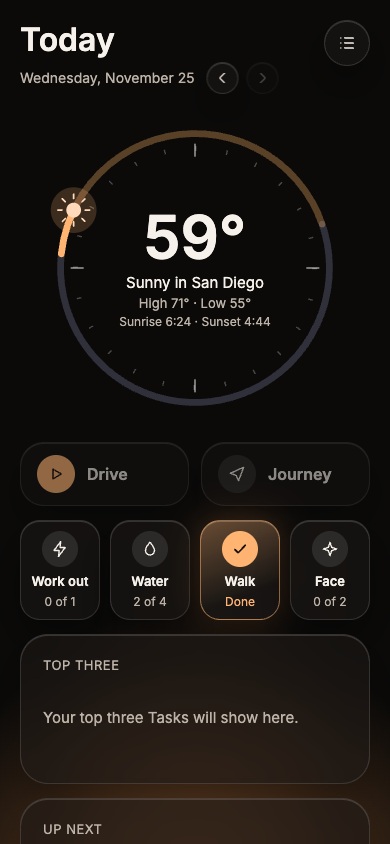 Today
Wednesday, November 25
59°
Sunny in San Diego
High 71° · Low 55°
Sunrise 6:24 · Sunset 4:44
Drive
Journey
Work out
0 of 1
Water
2 of 4
Walk
Done
Face
0 of 2
TOP THREE
Your top three Tasks will show here.
UP NEXT